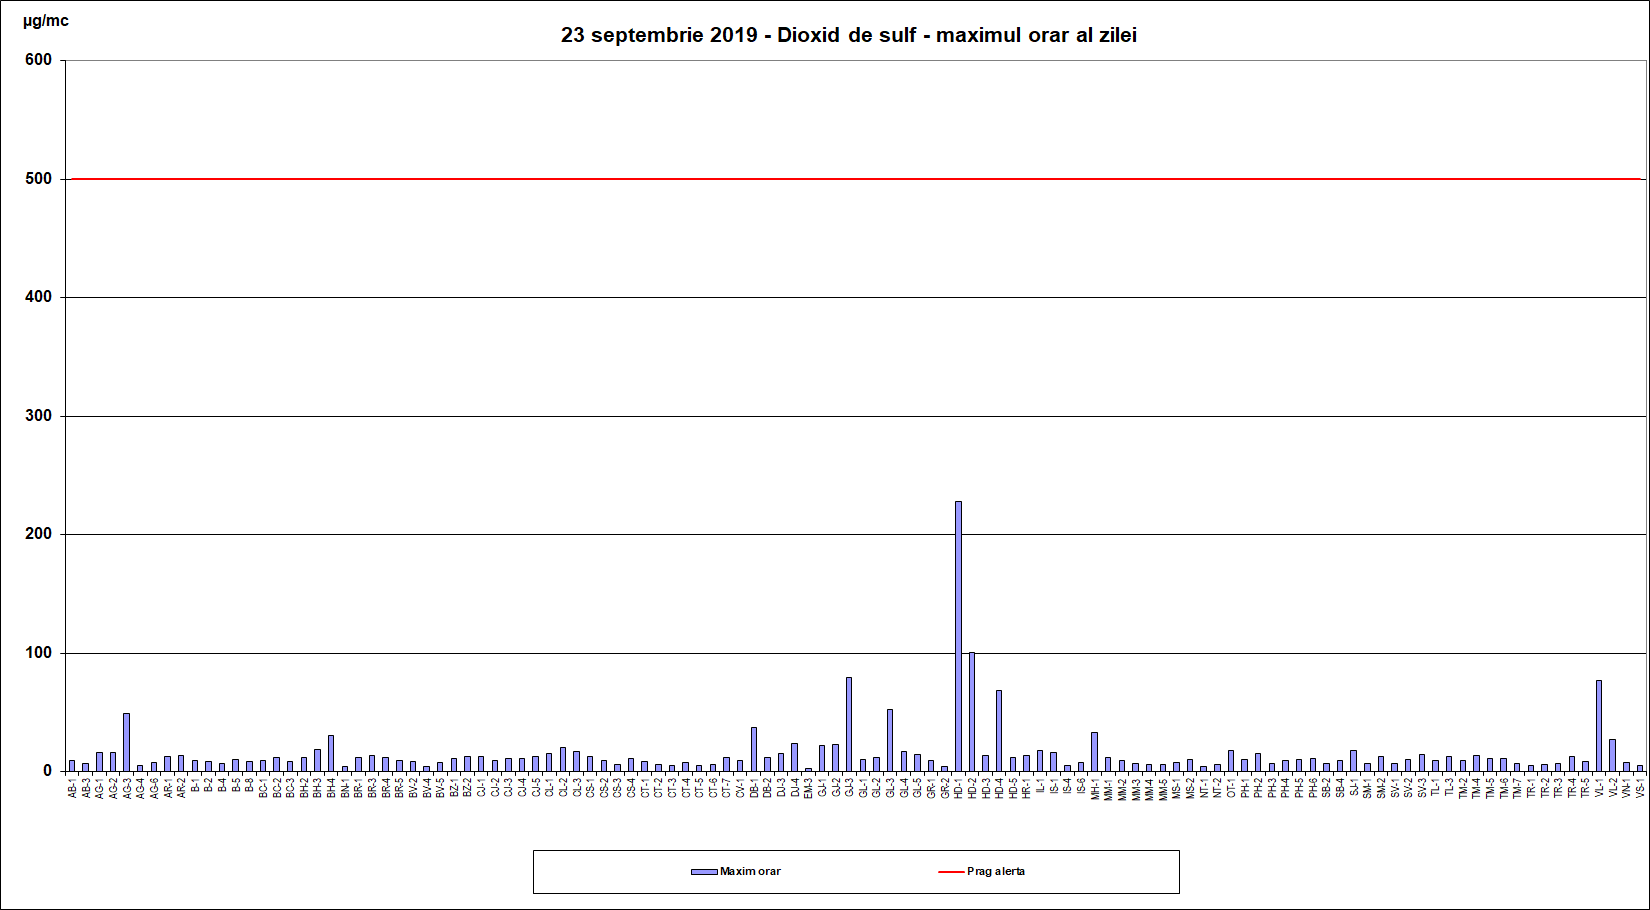 µg/mc
23 septembrie 2019 - Dioxid de sulf - maximul orar al zilei
600
500
400
300
200
100
0
AB-1 AB-3 AG-1 AG-2 AG-3 AG-4 AG-6 AR-1 AR-2 B-1 B-2 B-4 B-5 B-8 BC-1 BC-2 BC-3 BH-2 BH-3 BH-4 BN-1 BR-1 BR-3 BR-4 BR-5 BV-2 BV-4 BV-5 BZ-1 BZ-2 CJ-1 CJ-2 CJ-3 CJ-4 CJ-5 CL-1 CL-2 CL-3 CS-1 CS-2 CS-3 CS-4 CT-1 CT-2 CT-3 CT-4 CT-5 CT-6 CT-7 CV-1 DB-1 DB-2 DJ-3 DJ-4 EM-3 GJ-1 GJ-2 GJ-3 GL-1 GL-2 GL-3 GL-4 GL-5 GR-1 GR-2 HD-1 HD-2 HD-3 HD-4 HD-5 HR-1 IL-1 IS-1 IS-4 IS-6 MH-1 MM-1 MM-2 MM-3 MM-4 MM-5 MS-1 MS-2 NT-1 NT-2 OT-1 PH-1 PH-2 PH-3 PH-4 PH-5 PH-6 SB-2 SB-4 SJ-1 SM-1 SM-2 SV-1 SV-2 SV-3 TL-1 TL-3 TM-2 TM-4 TM-5 TM-6 TM-7 TR-1 TR-2 TR-3 TR-4 TR-5 VL-1 VL-2 VN-1 VS-1
Maxim orar Prag alerta